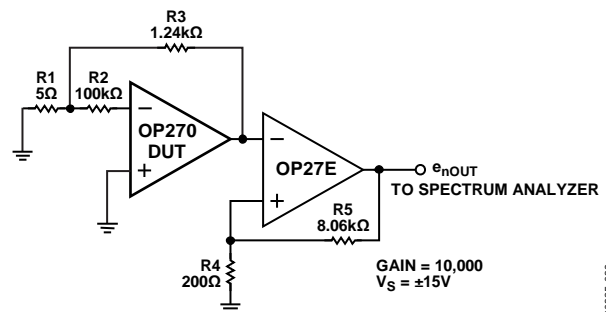 R3
1.24kΩ
R1
5Ω
R2
100kΩ
−
+
OP270
DUT
−
+
OP27E
enOUT
TO SPECTRUM ANALYZER
R5
8.06kΩ
R4
200Ω
GAIN = 10,000
VS = ±15V